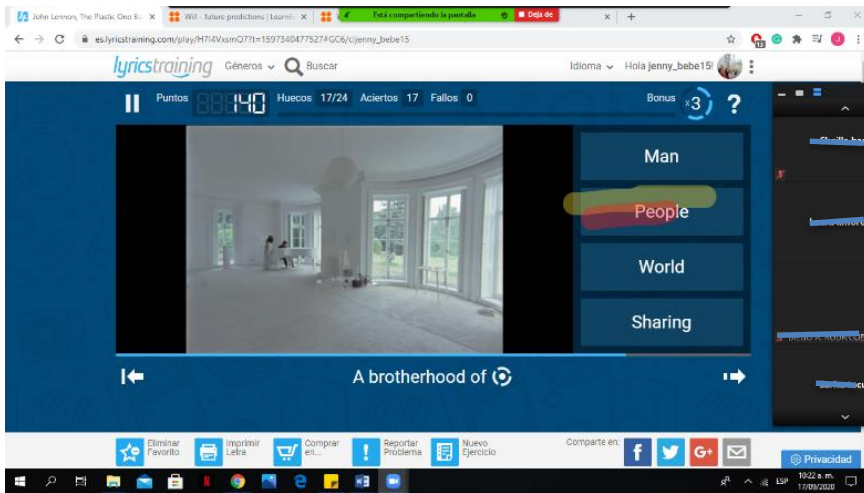 John Lennon, The Plastic Ono Ba
Will - future predictions | Learni
Está compartiendo la pantalla
Deja de
es.lyricstraining.com/play/H7I4VxsmQ7?t=1597340477527#GC6/c!jenny_bebe15
lyricstraining
Géneros
Buscar
Idioma
Hola jenny_bebe15!
Puntos 140
Huecos 17/24
Aciertos 17
Fallos 0
Bonus x3
?
Man
People
World
Sharing
A brotherhood of
Eliminar Favorito
Imprimir Letra
Comprar en...
Reportar Problema
Nuevo Ejercicio
Comparte en:
Privacidad
ESP
10:22 a. m.
17/09/2020